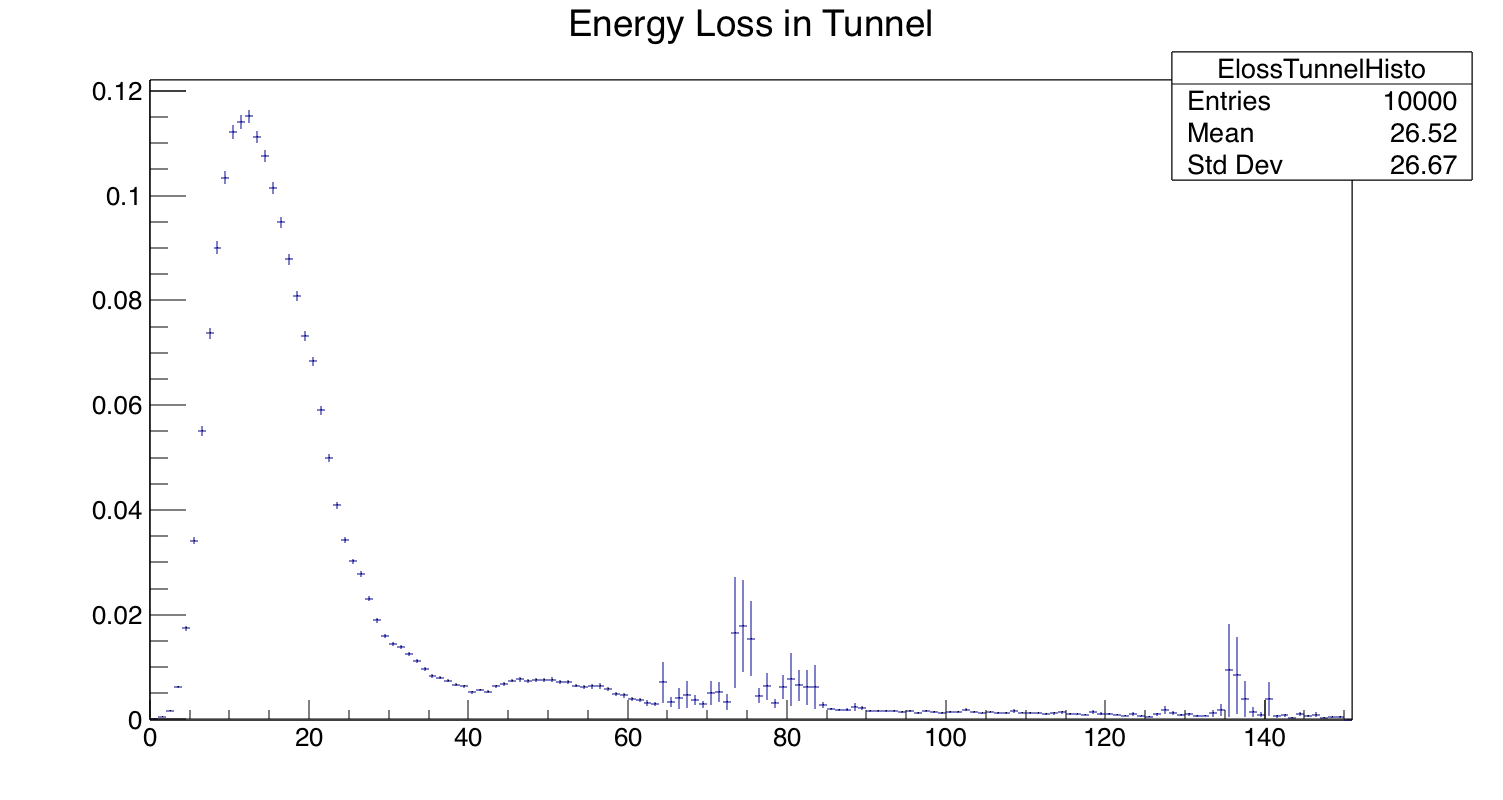 Energy Loss in Tunnel
ElossTunnelHisto
Entries 10000
Mean 26.52
Std Dev 26.67
0.12
0.1
0.08
0.06
0.04
0.02
0
0 20 40 60 80 100 120 140